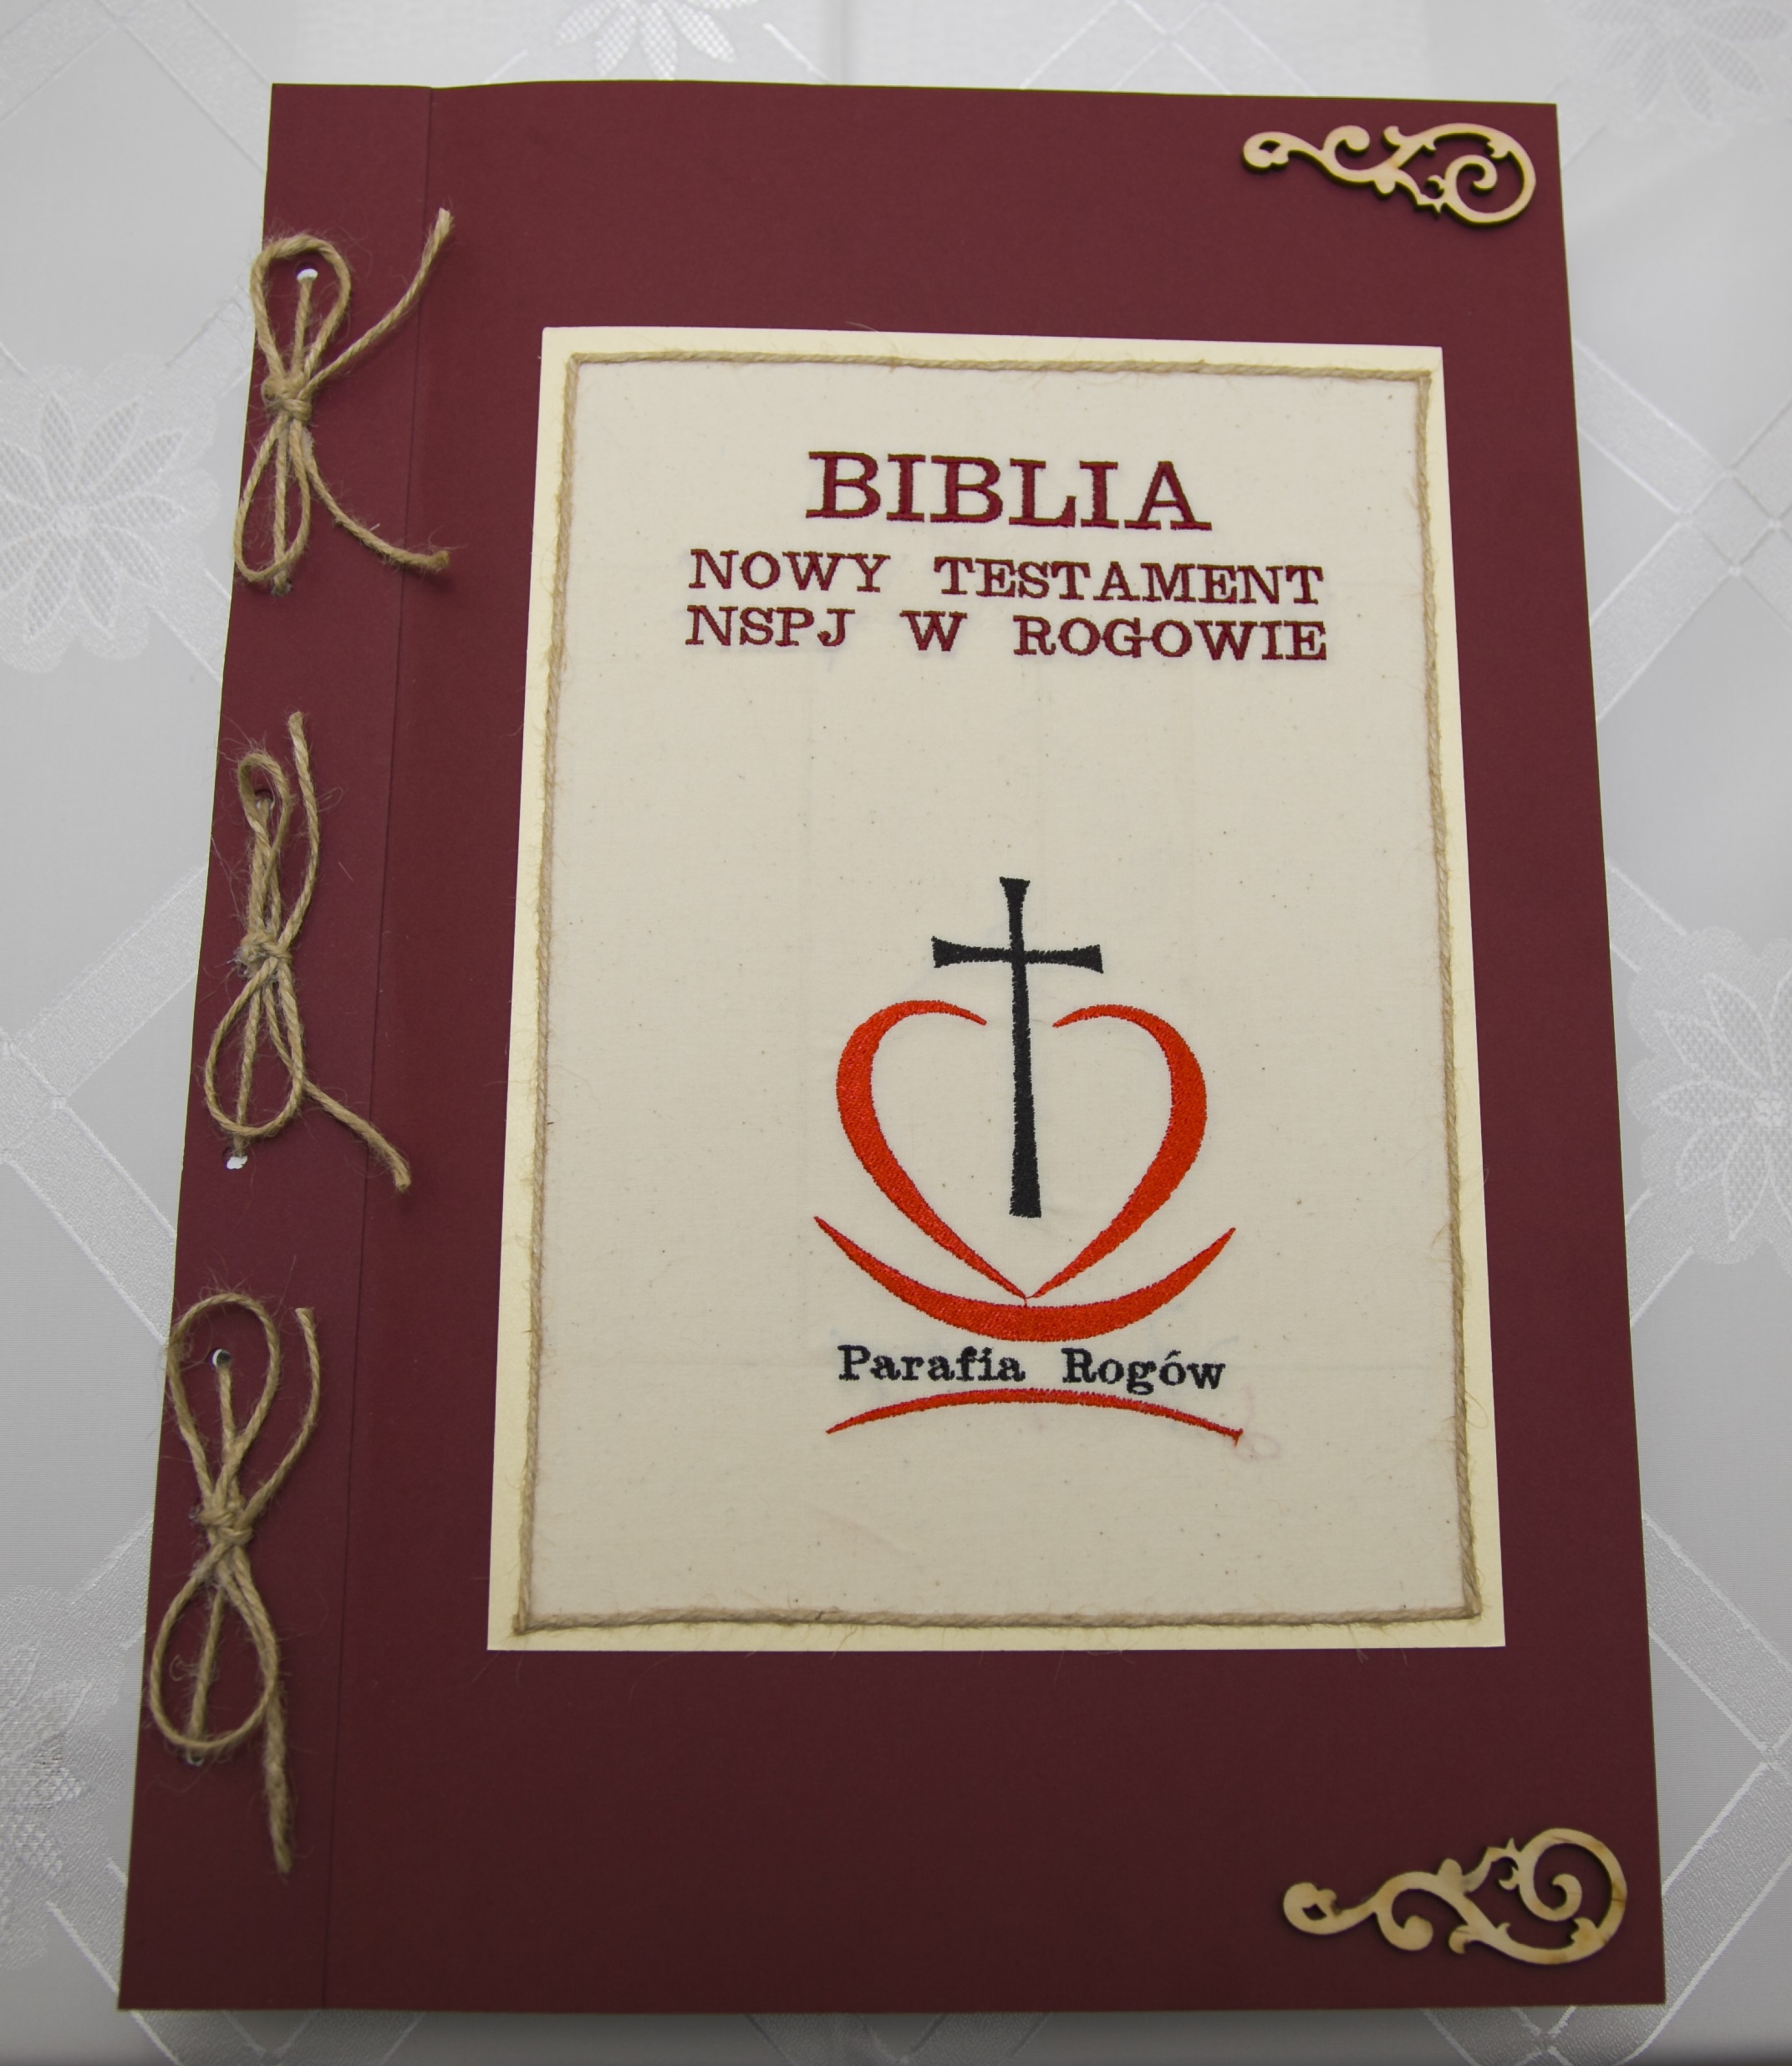 BIBLIA
NOWY TESTAMENT
NSPJ W ROGOWIE
Parafia Rogów